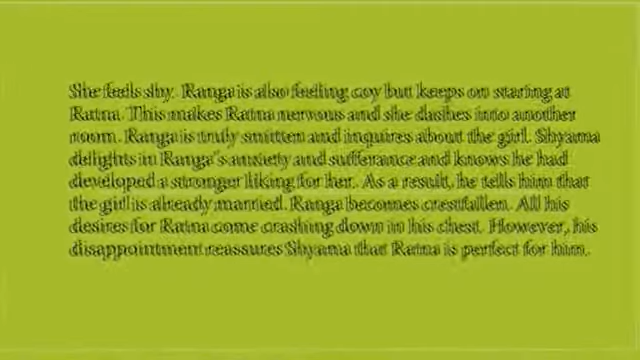 She feels shy. Ranga is also feeling coy but keeps on staring at
Ratna. This makes Ratna nervous and she dashes into another
room. Ranga is truly smitten and inquires about the girl. Shyama
delights in Ranga's anxiety and sufferance and knows he had
developed a stronger liking for her. As a result, he tells him that
the girl is already married. Ranga becomes crestfallen. All his
desires for Ratna come crashing down in his chest. However, his
disappointment reassures Shyama that Ratna is perfect for him.